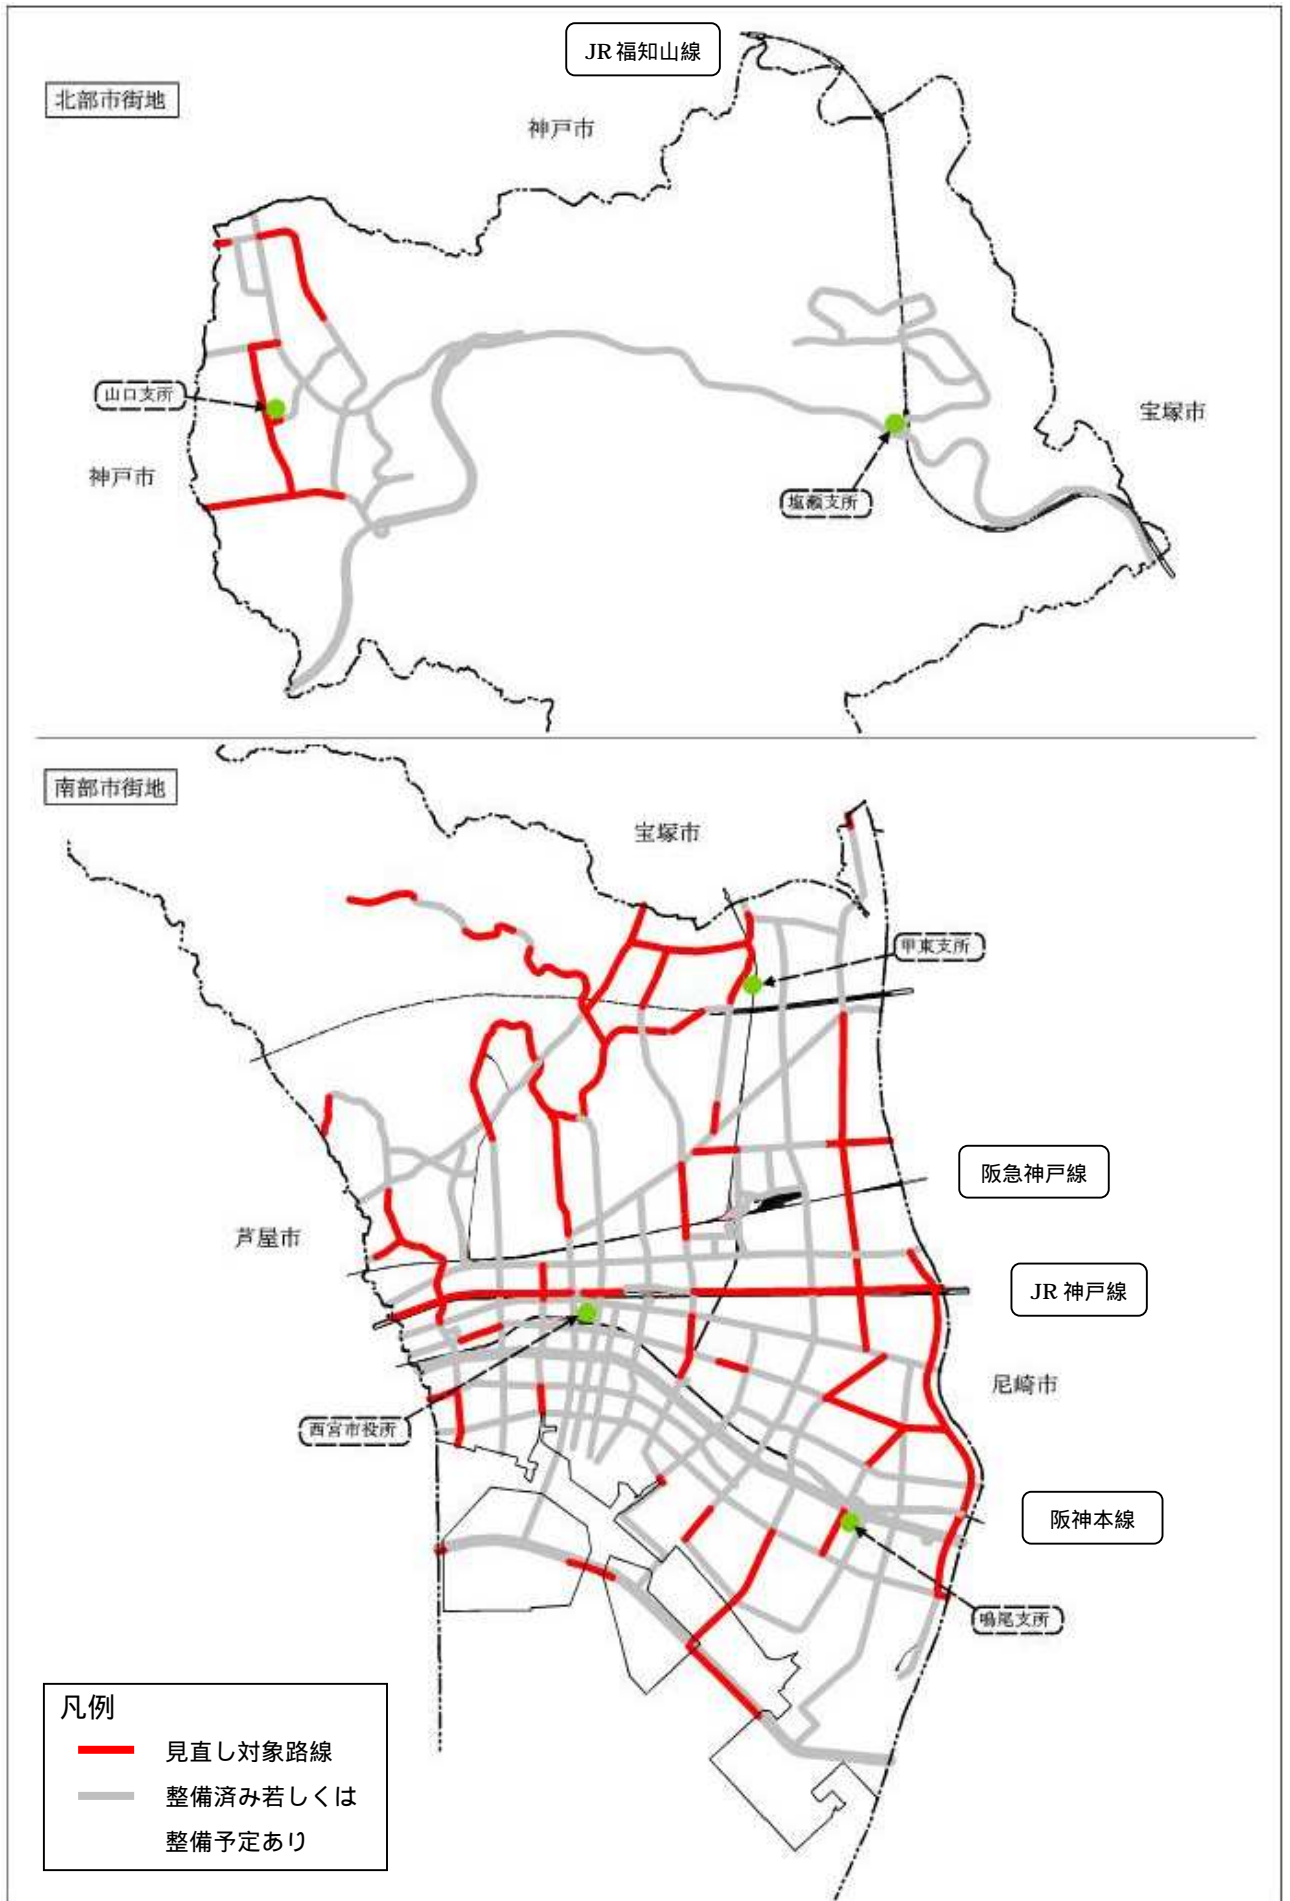 JR 福知山線
北部市街地
神戸市
山口支所
宝塚市
神戸市
塩瀬支所
南部市街地
宝塚市
甲東支所
阪急神戸線
芦屋市
JR 神戸線
尼崎市
西宮市役所
阪神本線
鳴尾支所
凡例
見直し対象路線
整備済み若しくは
整備予定あり